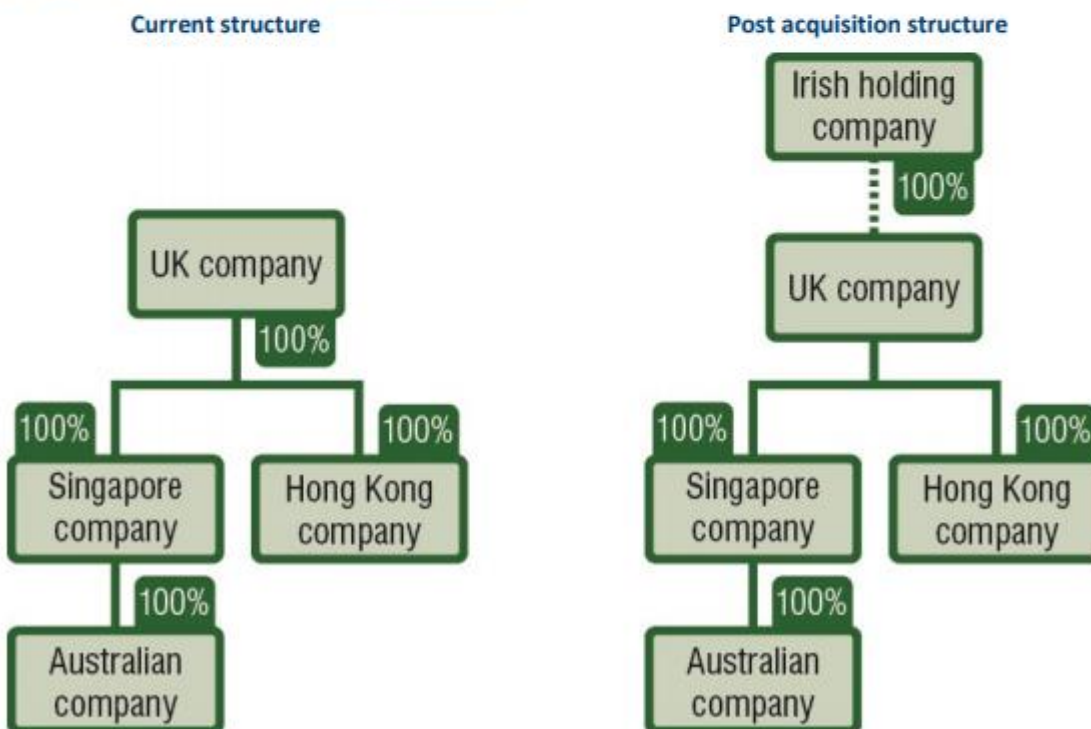 Current structure
UK company
100%
100%
100%
Singapore
company
Hong Kong
company
100%
Australian
company
Post acquisition structure
Irish holding
company
100%
UK company
100%
100%
Singapore
company
Hong Kong
company
100%
Australian
company